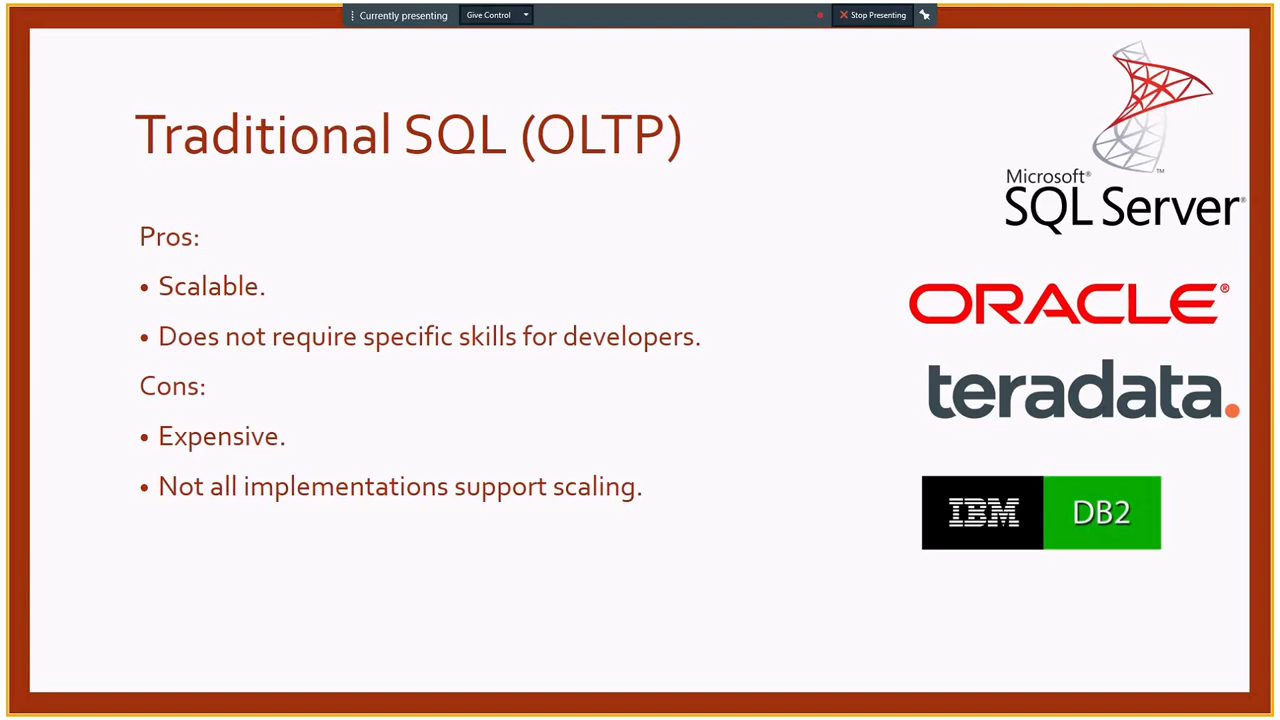 Currently presenting
Give Control
Stop Presenting
Traditional SQL (OLTP)
Pros:
• Scalable.
• Does not require specific skills for developers.
Cons:
• Expensive.
• Not all implementations support scaling.
Microsoft®
SQL Server®
™
ORACLE®
teradata.
IBM DB2